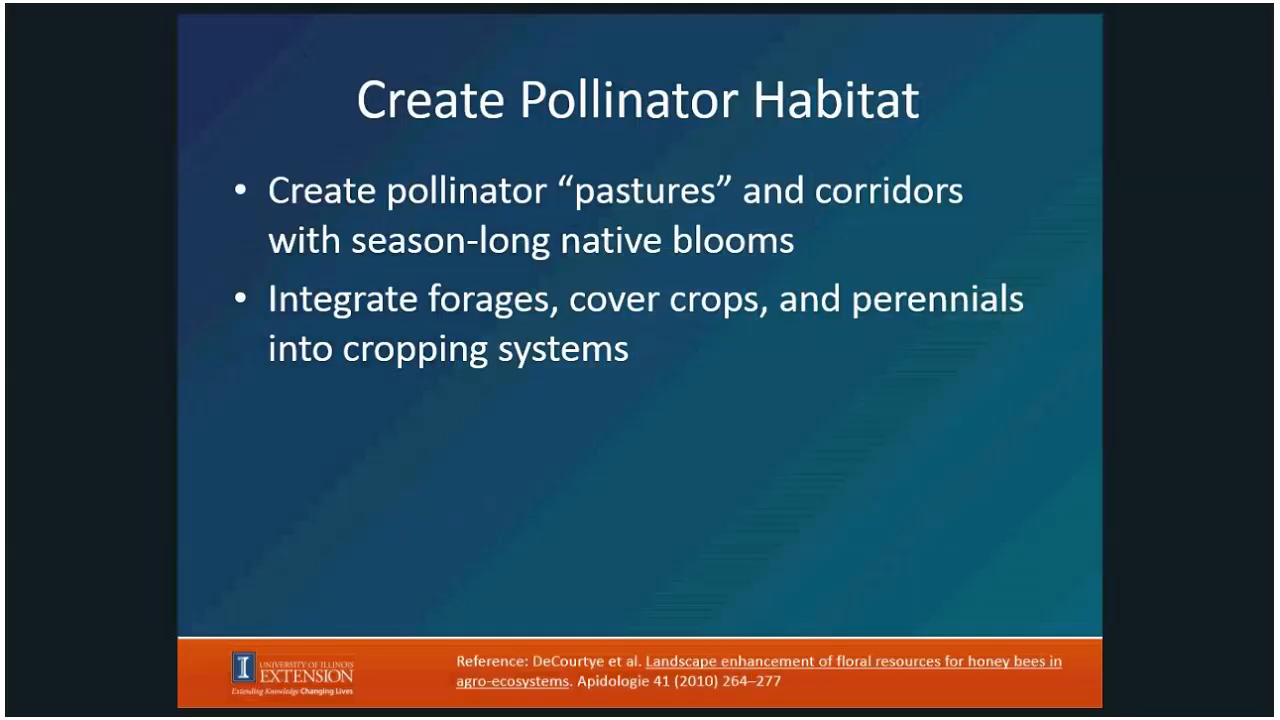 Create Pollinator Habitat
• Create pollinator “pastures” and corridors
with season-long native blooms
• Integrate forages, cover crops, and perennials
into cropping systems
I UNIVERSITY OF ILLINOIS
EXTENSION
Extending Knowledge Changing Lives
Reference: DeCourtye et al. Landscape enhancement of floral resources for honey bees in
agro-ecosystems. Apidologie 41 (2010) 264–277